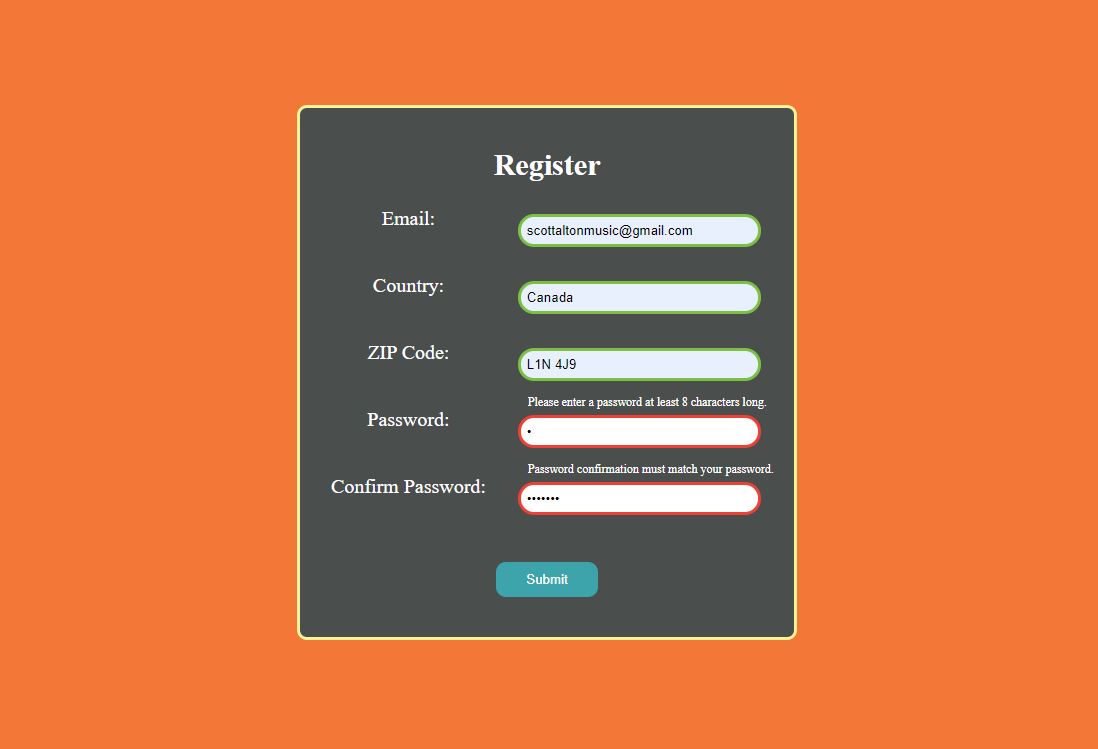 Register
Email:
scottaltonmusic@gmail.com
Country:
Canada
ZIP Code:
L1N 4J9
Please enter a password at least 8 characters long.
Password:
•
Password confirmation must match your password.
Confirm Password:
•••••••
Submit